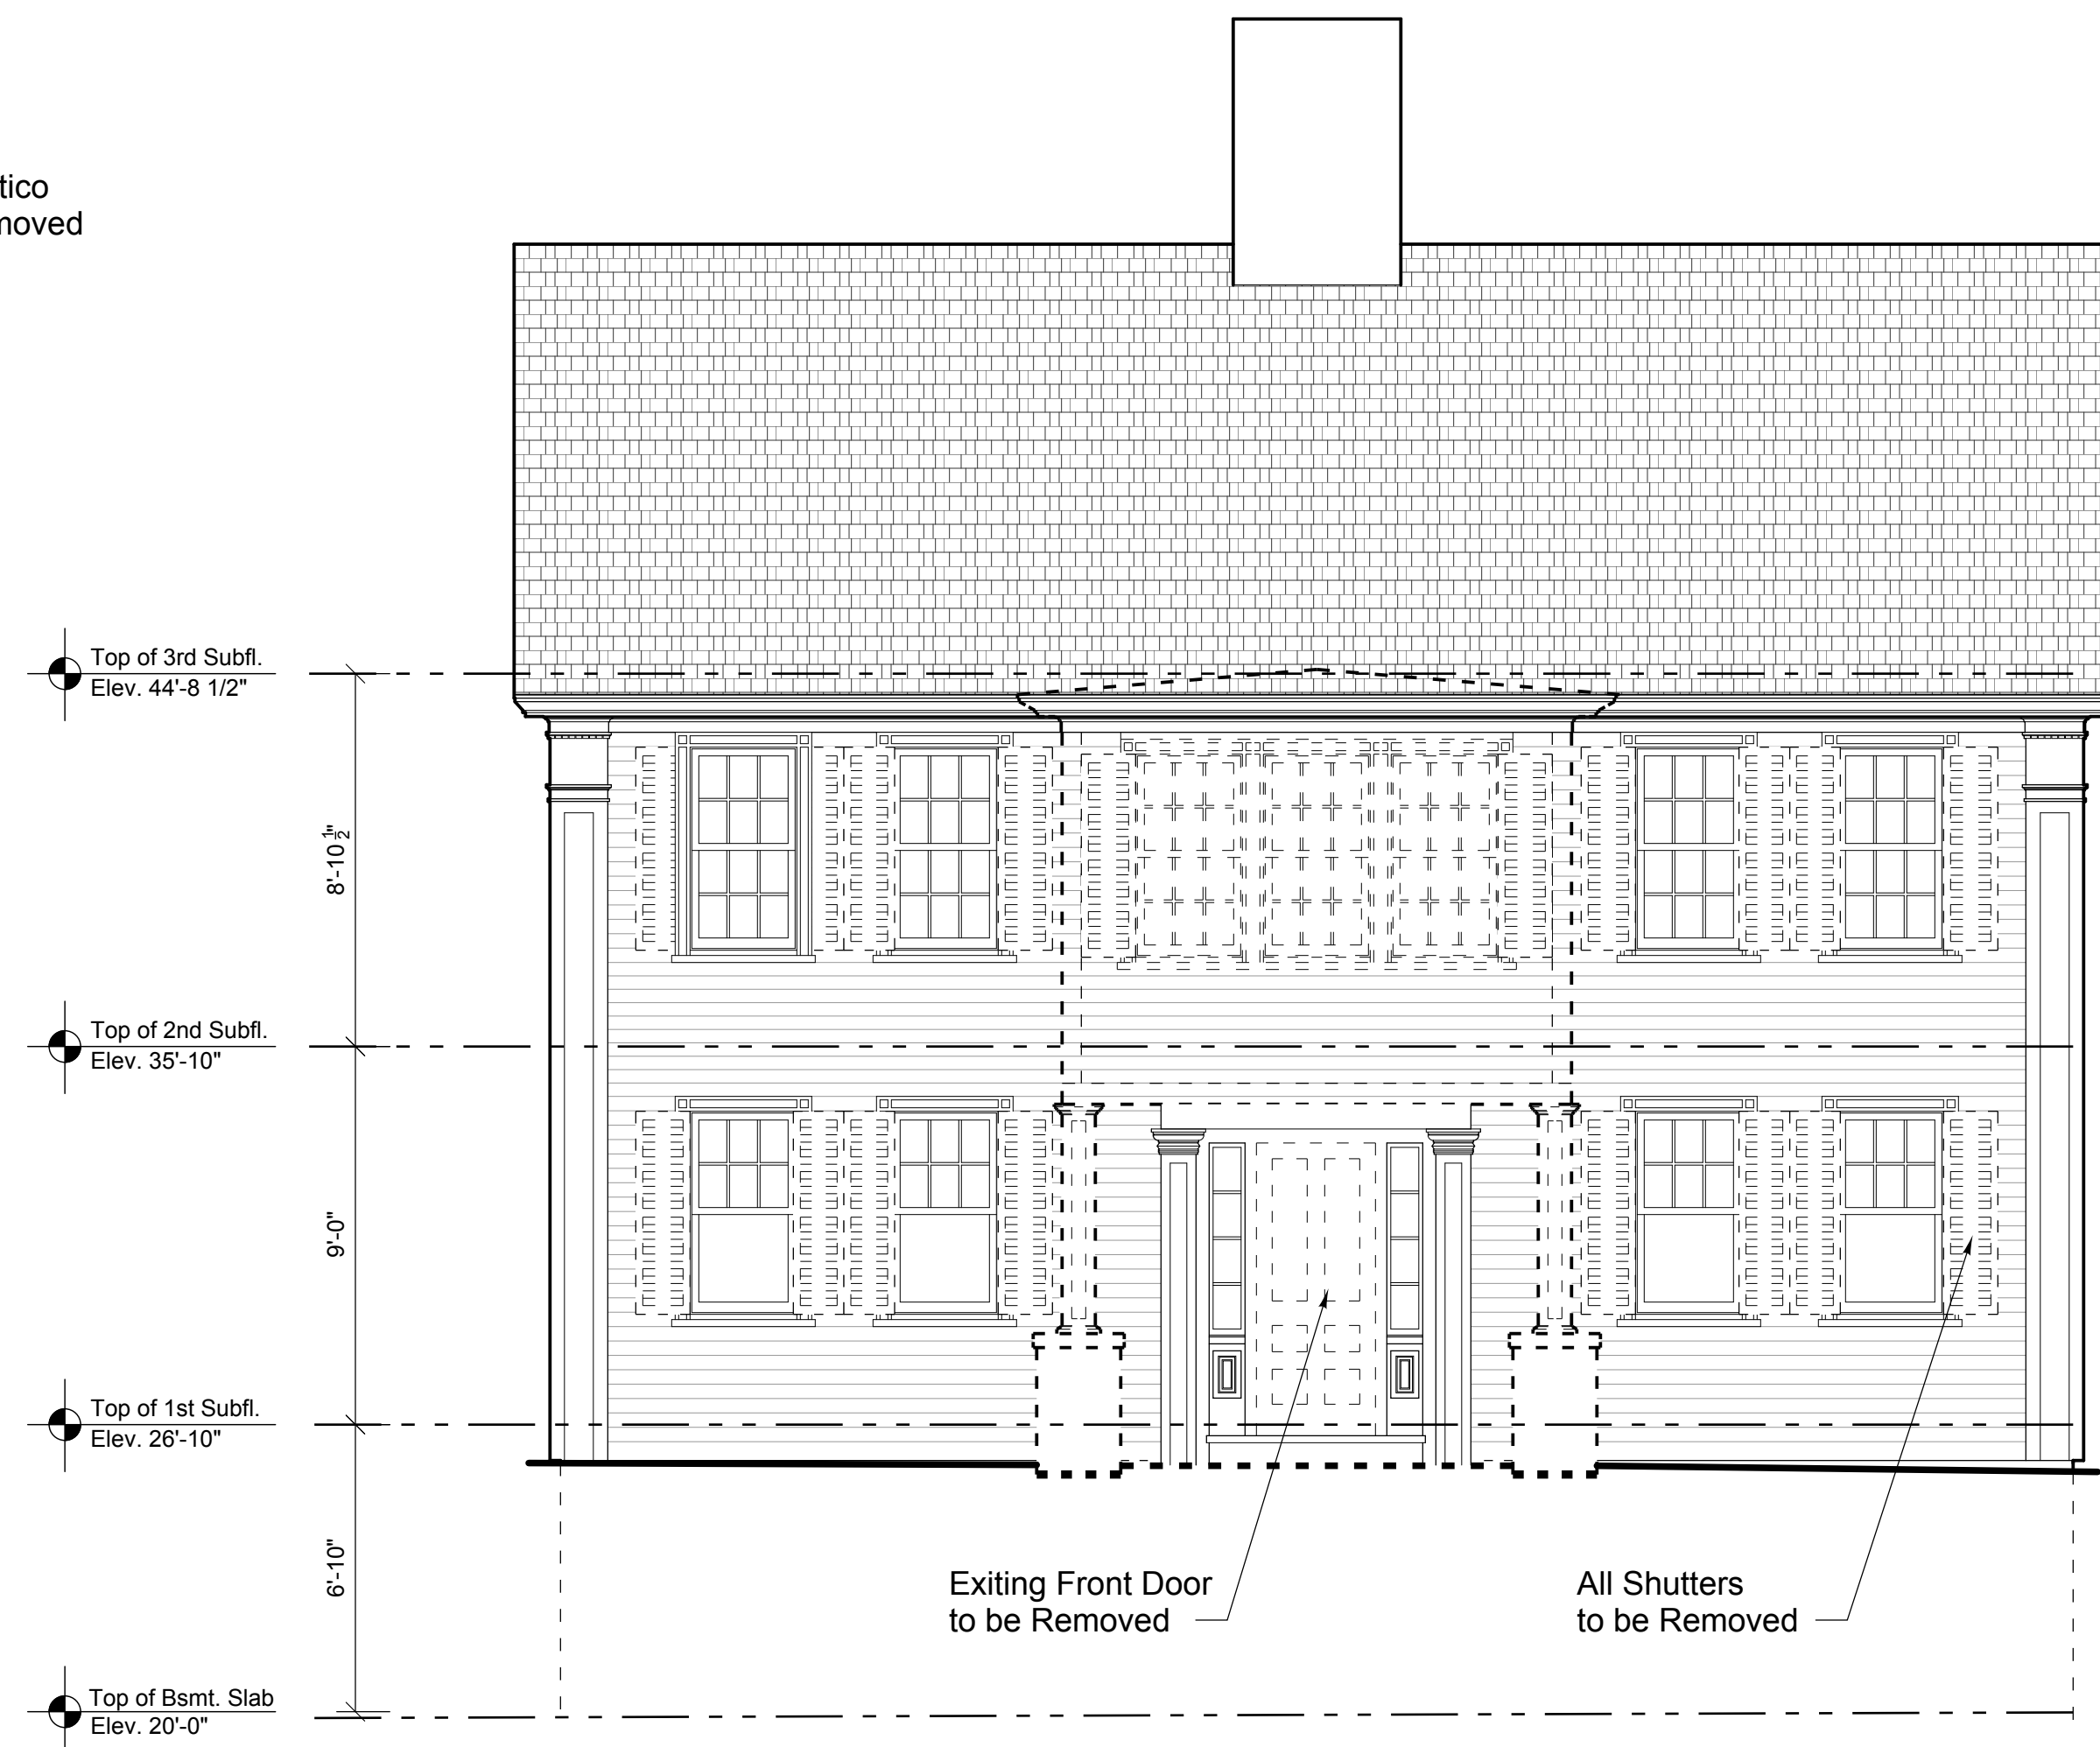 tico
moved
Top of 3rd Subfl.
Elev. 44'-8 1/2"
8'-10 1/2"
Top of 2nd Subfl.
Elev. 35'-10"
9'-0"
Top of 1st Subfl.
Elev. 26'-10"
6'-10"
Exiting Front Door
to be Removed
All Shutters
to be Removed
Top of Bsmt. Slab
Elev. 20'-0"